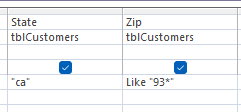 State Zip
tblCustomers tblCustomers
"ca" Like "93*"